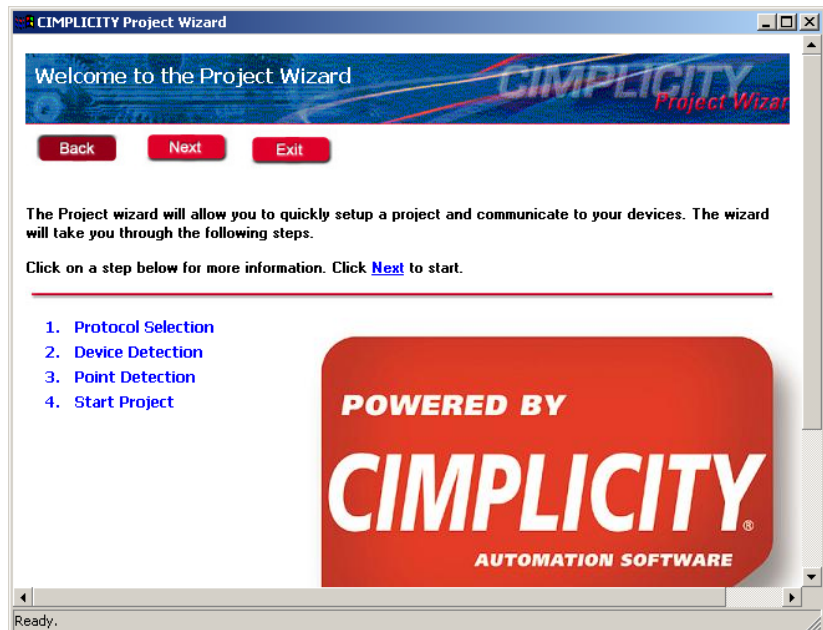 CIMPLICITY Project Wizard
Welcome to the Project Wizard
CIMPLICITY
Project Wizar
Back Next Exit
The Project wizard will allow you to quickly setup a project and communicate to your devices. The wizard
will take you through the following steps.
Click on a step below for more information. Click Next to start.
1. Protocol Selection
2. Device Detection
3. Point Detection
4. Start Project
POWERED BY
CIMPLICITY®
AUTOMATION SOFTWARE
Ready.